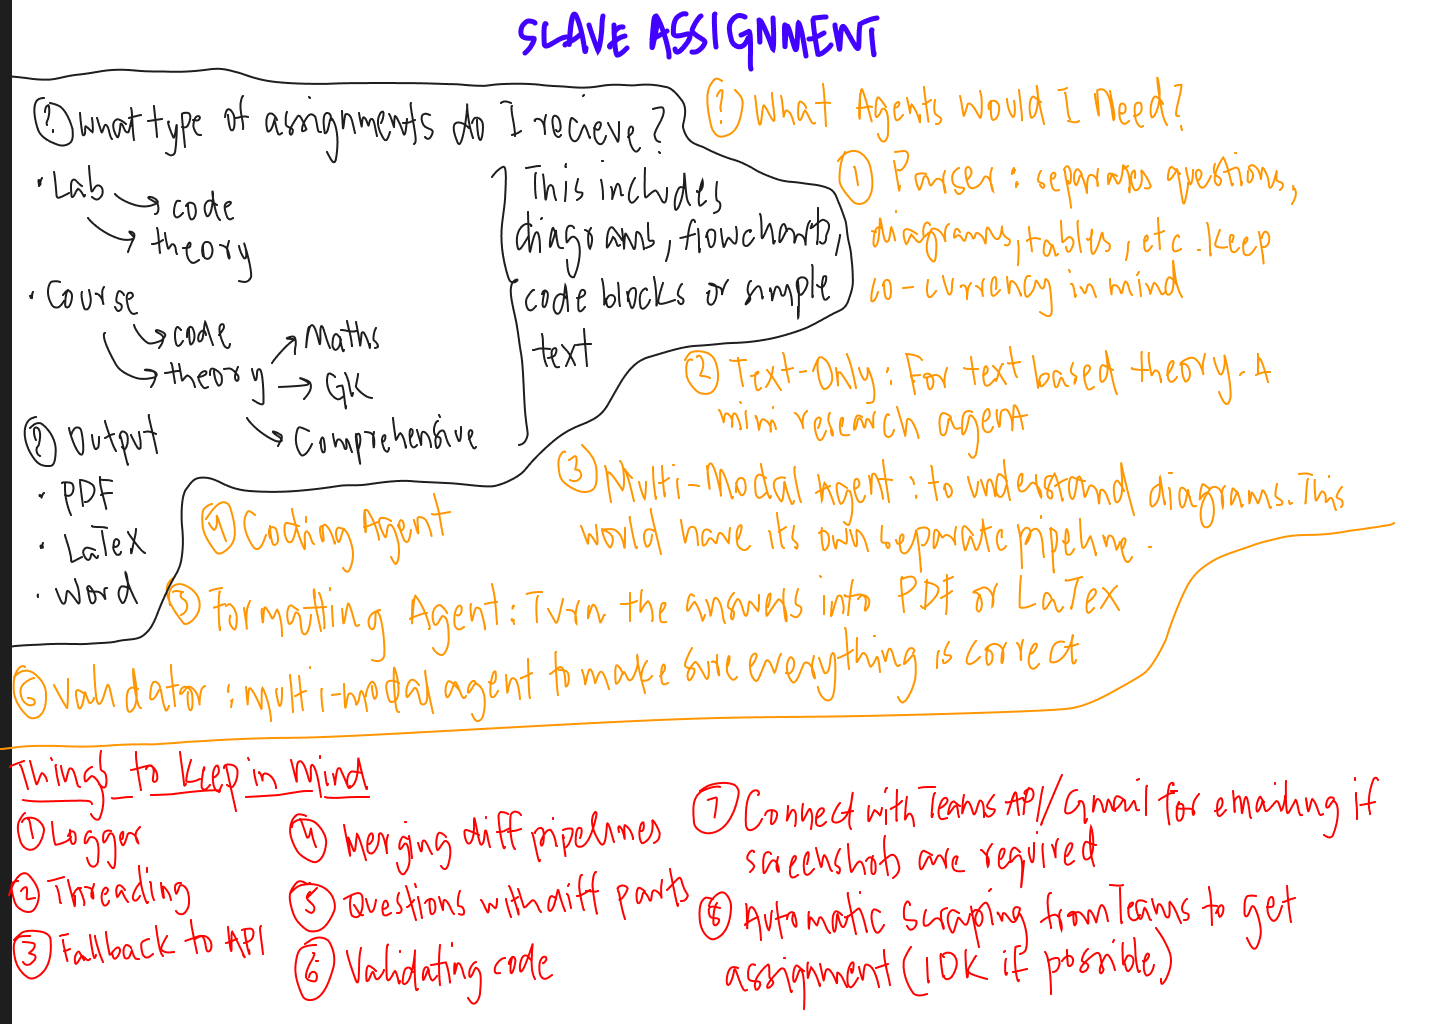 SLAVE ASSIGNMENT
? What type of assignments do I recieve?
• Lab
→ code
→ theory
• Course
→ code
→ theory
→ Maths
→ GK
→ Comprehensive
This includes
diagrams, flowcharts,
code blocks or simple
text
? Output
• PDF
• LaTeX
• Word
? What Agents Would I Need?
① Parser: separates questions,
diagrams, tables, etc. Keep
co-currency in mind
② Text-Only: For text based theory. A
mini research agent
③ Multi-Modal Agent: to understand diagrams. This
would have its own separate pipeline.
④ Coding Agent
⑤ Formatting Agent: Turn the answers into PDF or LaTex
⑥ Validator: multi-modal agent to make sure everything is correct
Things to Keep in Mind
① Logger
② Threading
③ Fallback to API
④ Merging diff pipelines
⑤ Questions with diff parts
⑥ Validating code
⑦ Connect with Teams API/Gmail for emailing if
screenshots are required
⑧ Automatic Scraping from Teams to get
assignment (IDK if possible)